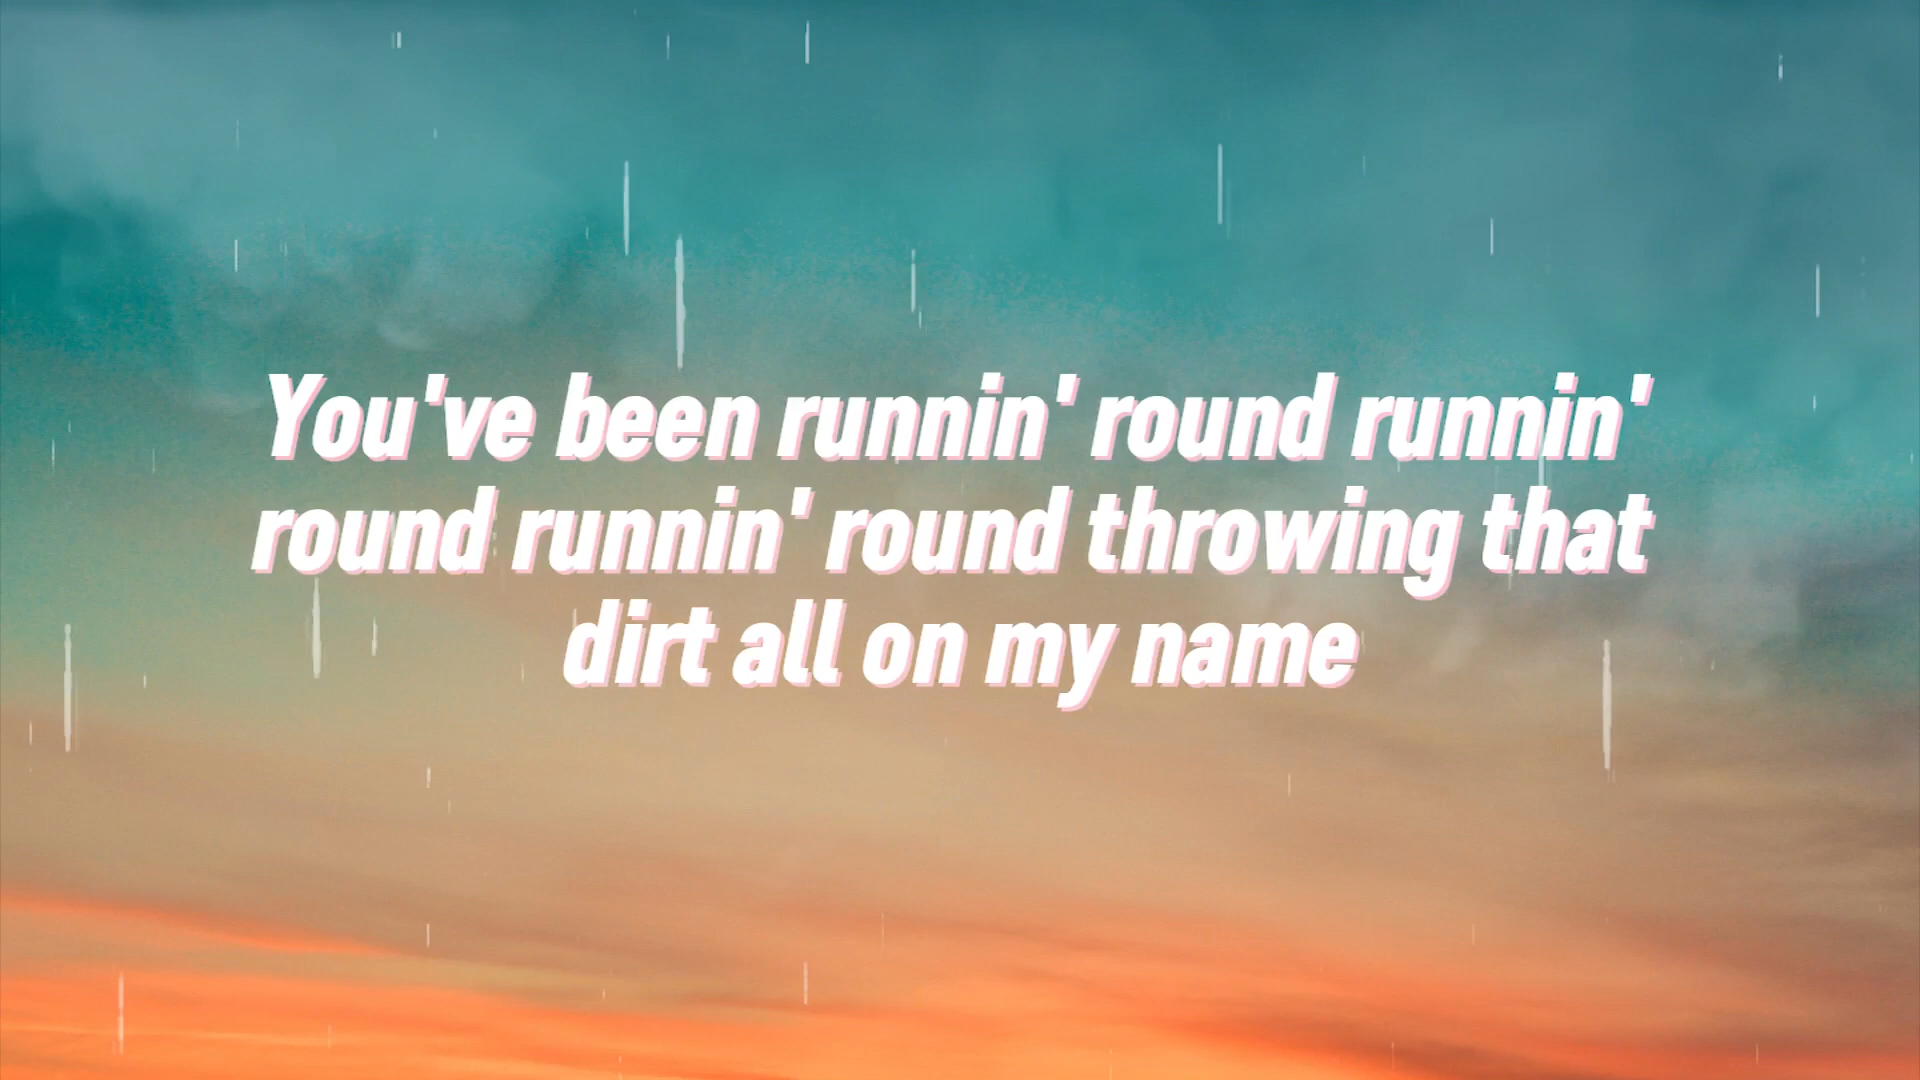 You've been runnin' round runnin'
round runnin' round throwing that
dirt all on my name